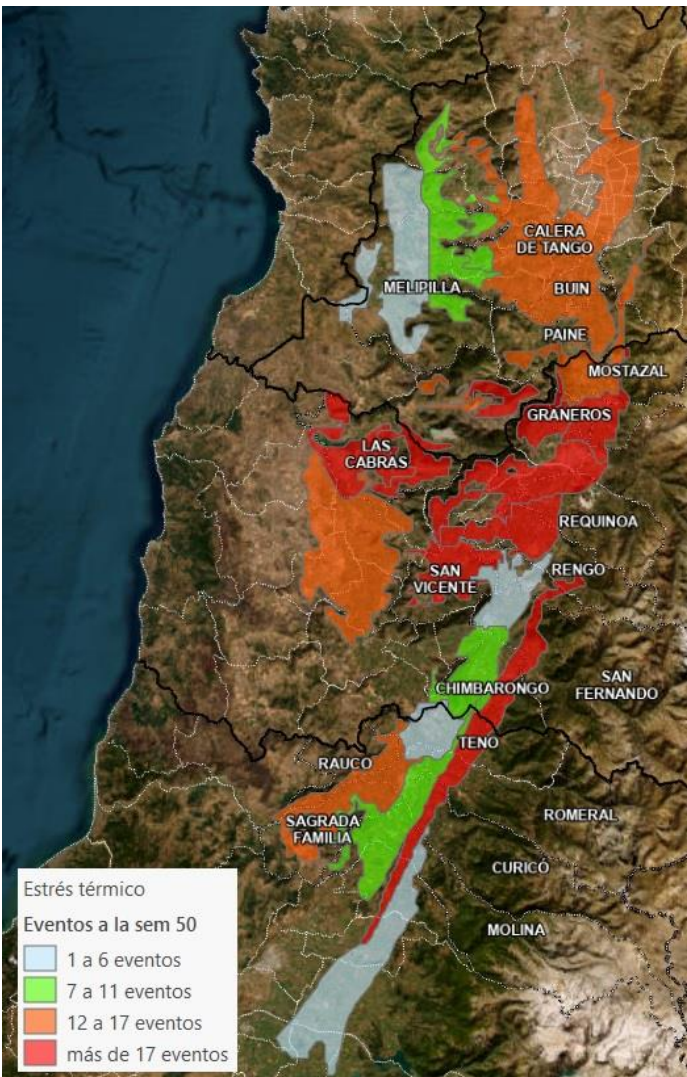 CALERA
DE TANGO
MELIPILLA
BUIN
PAINE
MOSTAZAL
GRANEROS
LAS
CABRAS
REQUINOA
SAN
VICENTE
RENGO
SAN
FERNANDO
CHIMBARONGO
TENO
RAUCO
ROMERAL
SAGRADA
FAMILIA
CURICÓ
MOLINA
Estrés térmico
Eventos a la sem 50
1 a 6 eventos
7 a 11 eventos
12 a 17 eventos
más de 17 eventos